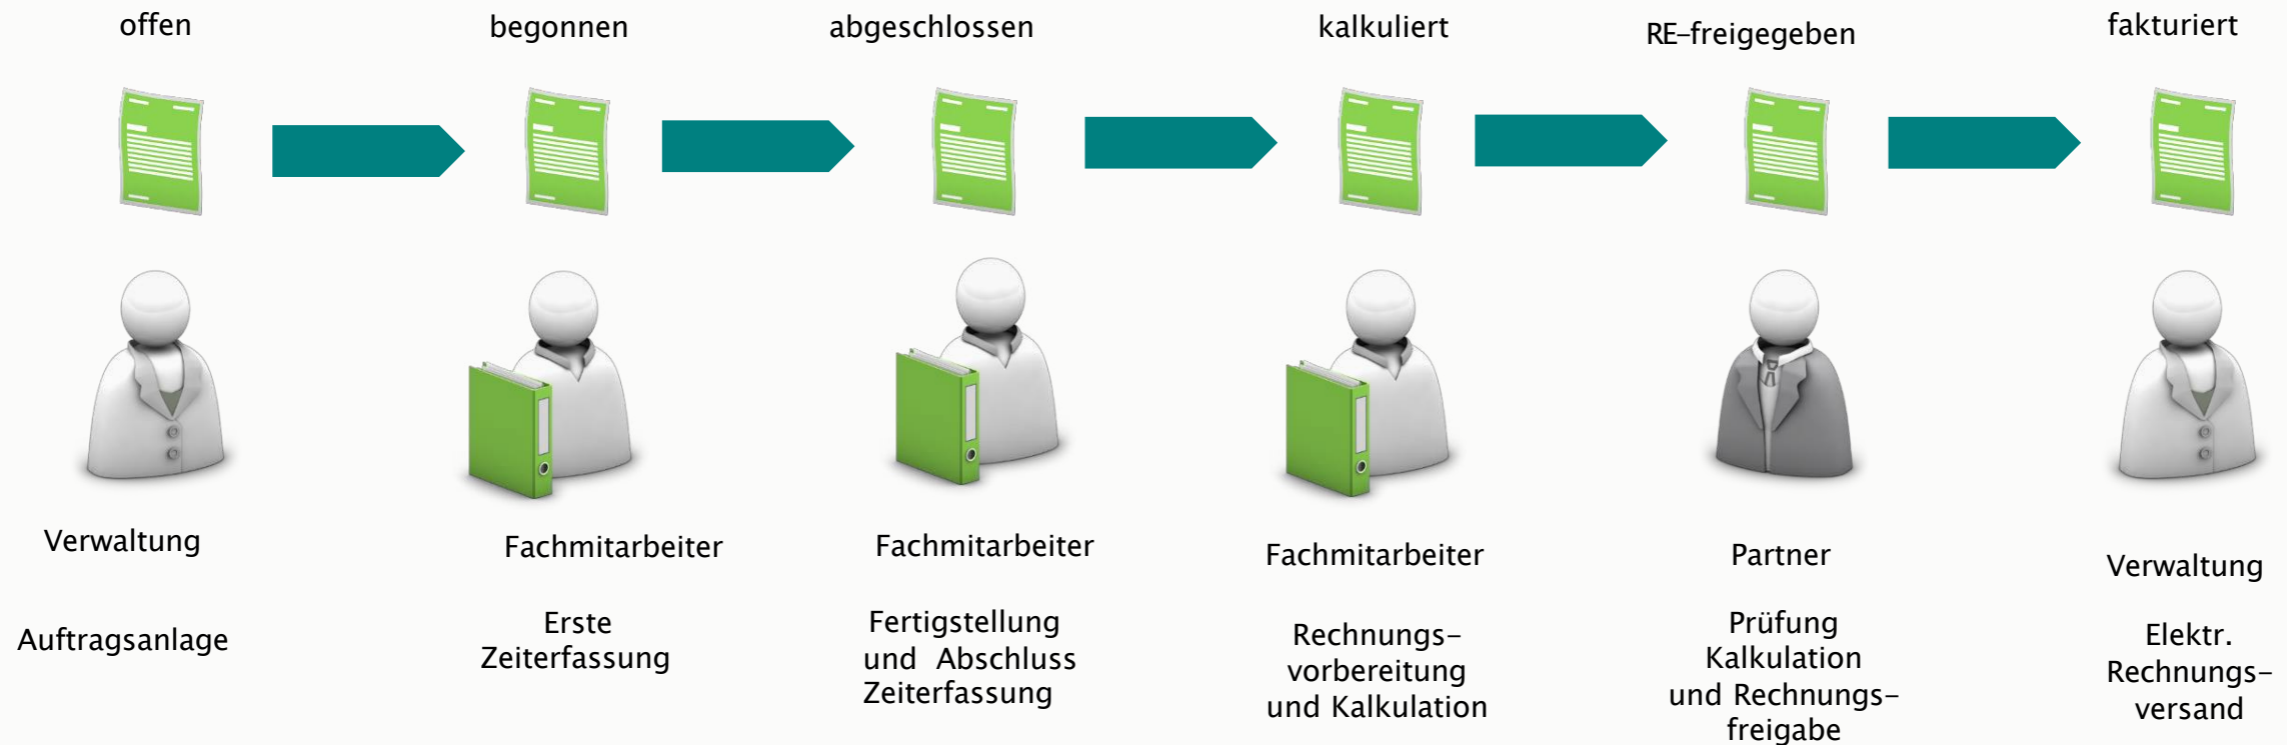 offen
begonnen
abgeschlossen
kalkuliert
RE-freigegeben
fakturiert
Verwaltung
Fachmitarbeiter
Fachmitarbeiter
Fachmitarbeiter
Partner
Verwaltung
Auftragsanlage
Erste
Zeiterfassung
Fertigstellung
und Abschluss
Zeiterfassung
Rechnungs-
vorbereitung
und Kalkulation
Prüfung
Kalkulation
und Rechnungs-
freigabe
Elektr.
Rechnungs-
versand